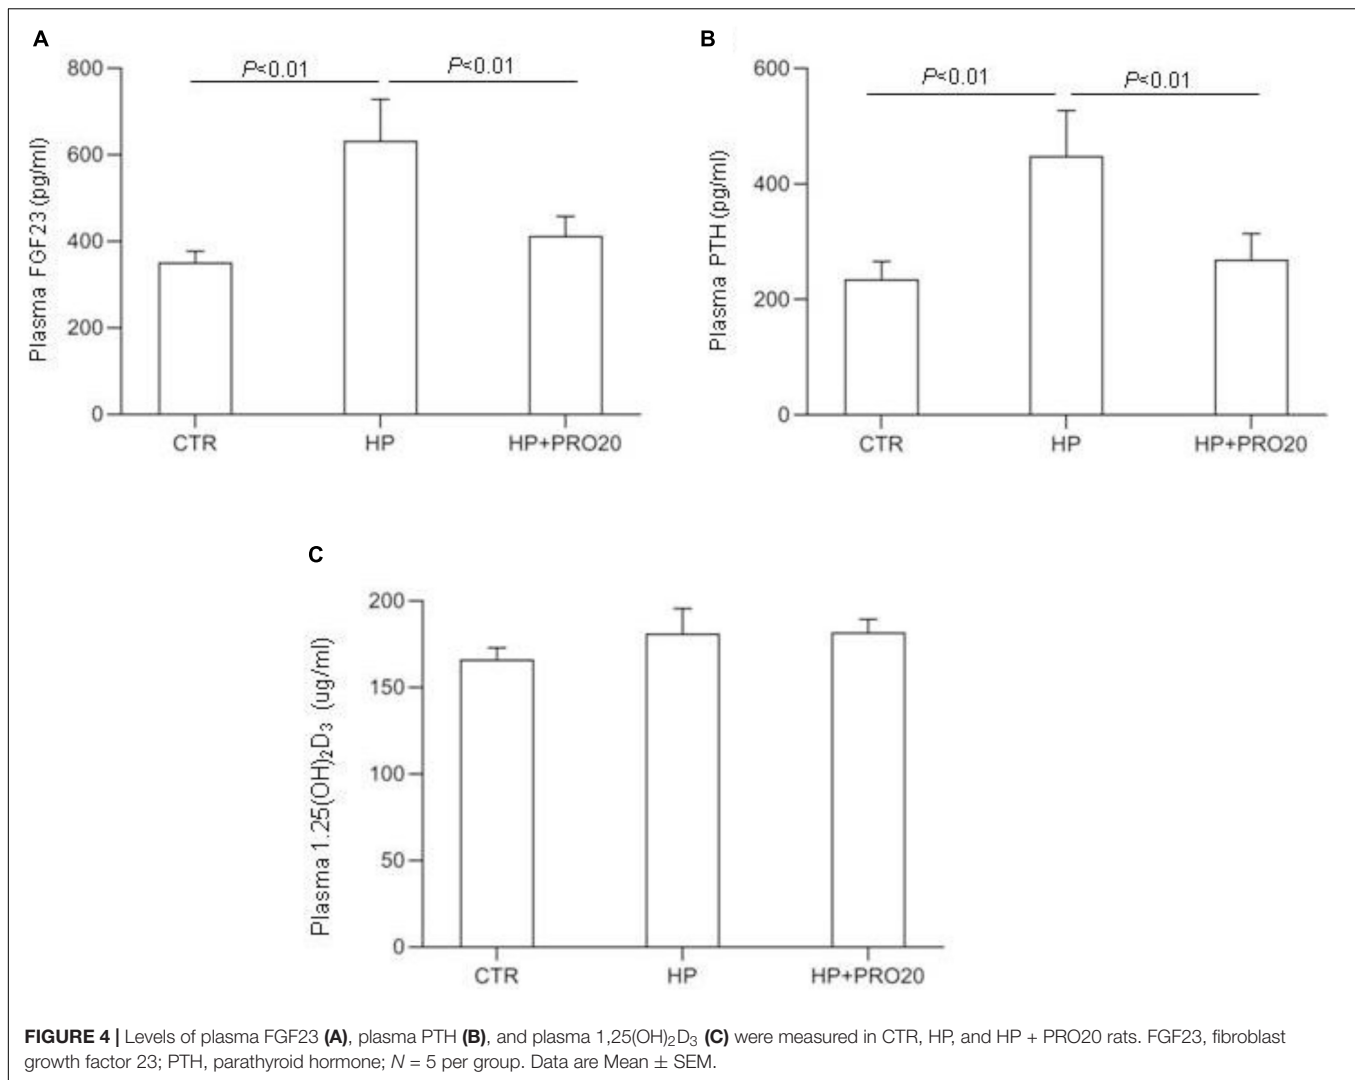 A
Plasma FGF23 (pg/ml)
800
600
400
200
0
P<0.01
P<0.01
CTR
HP
HP+PRO20
B
Plasma PTH (pg/ml)
600
400
200
0
P<0.01
P<0.01
CTR
HP
HP+PRO20
C
Plasma 1.25(OH)₂D₃ (ug/ml)
200
150
100
50
0
CTR
HP
HP+PRO20
FIGURE 4 | Levels of plasma FGF23 (A), plasma PTH (B), and plasma 1,25(OH)₂D₃ (C) were measured in CTR, HP, and HP + PRO20 rats. FGF23, fibroblast
growth factor 23; PTH, parathyroid hormone; N = 5 per group. Data are Mean ± SEM.